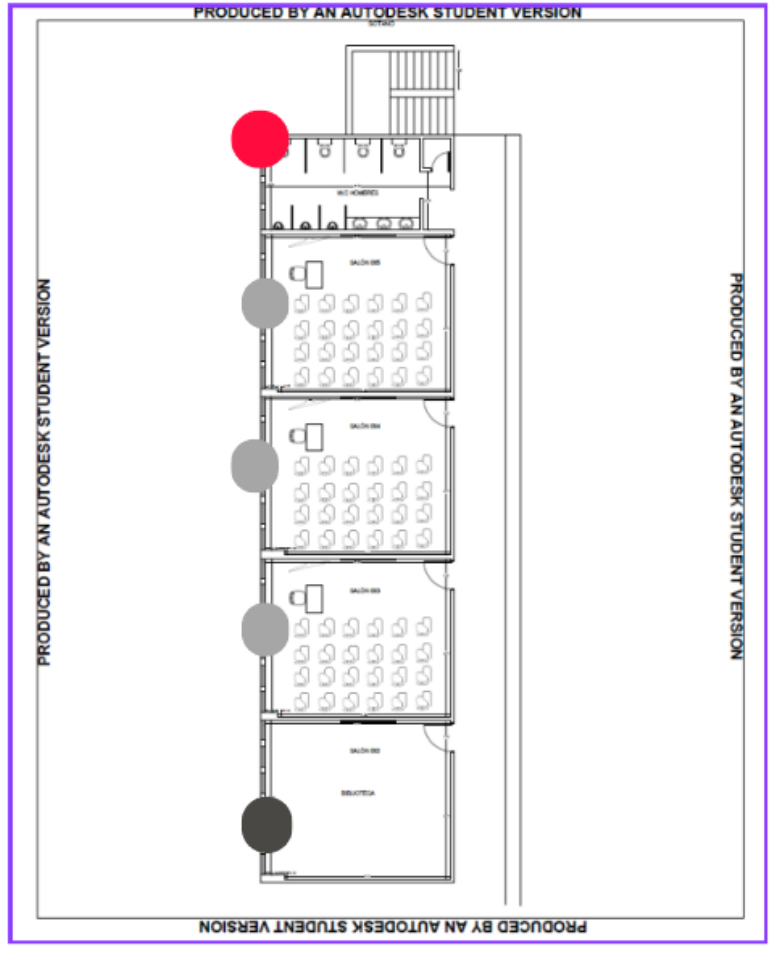 PRODUCED BY AN AUTODESK STUDENT VERSION
SOTANO
W/C HOMBRES
SALÓN 005
PRODUCED BY AN AUTODESK STUDENT VERSION
PRODUCED BY AN AUTODESK STUDENT VERSION
SALÓN 004
SALÓN 003
SALÓN 002
BIBLIOTECA
PRODUCED BY AN AUTODESK STUDENT VERSION